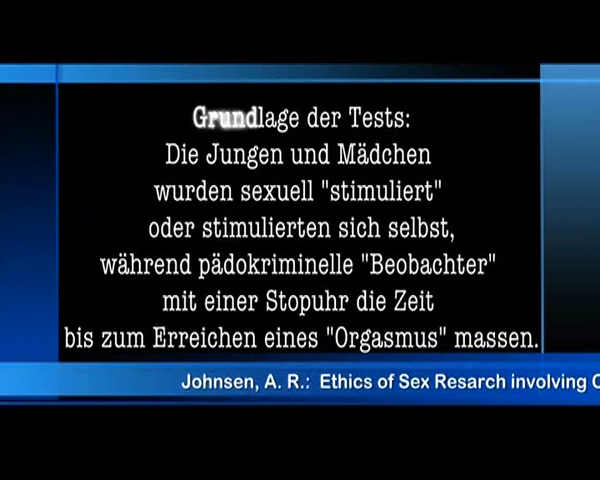 Grundlage der Tests:
Die Jungen und Mädchen
wurden sexuell "stimuliert"
oder stimulierten sich selbst,
während pädokriminelle "Beobachter"
mit einer Stopuhr die Zeit
bis zum Erreichen eines "Orgasmus" massen.
Johnsen, A. R.: Ethics of Sex Resarch involving C